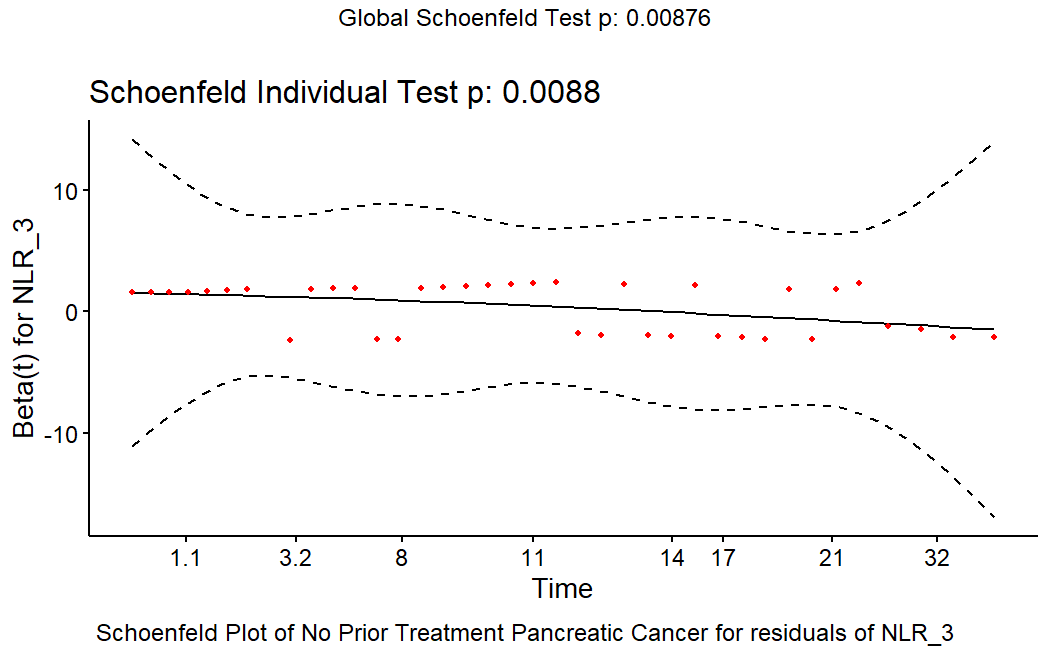 Global Schoenfeld Test p: 0.00876
Schoenfeld Individual Test p: 0.0088
Beta(t) for NLR_3
10
0
-10
1.1 3.2 8 11 14 17 21 32
Time
Schoenfeld Plot of No Prior Treatment Pancreatic Cancer for residuals of NLR_3